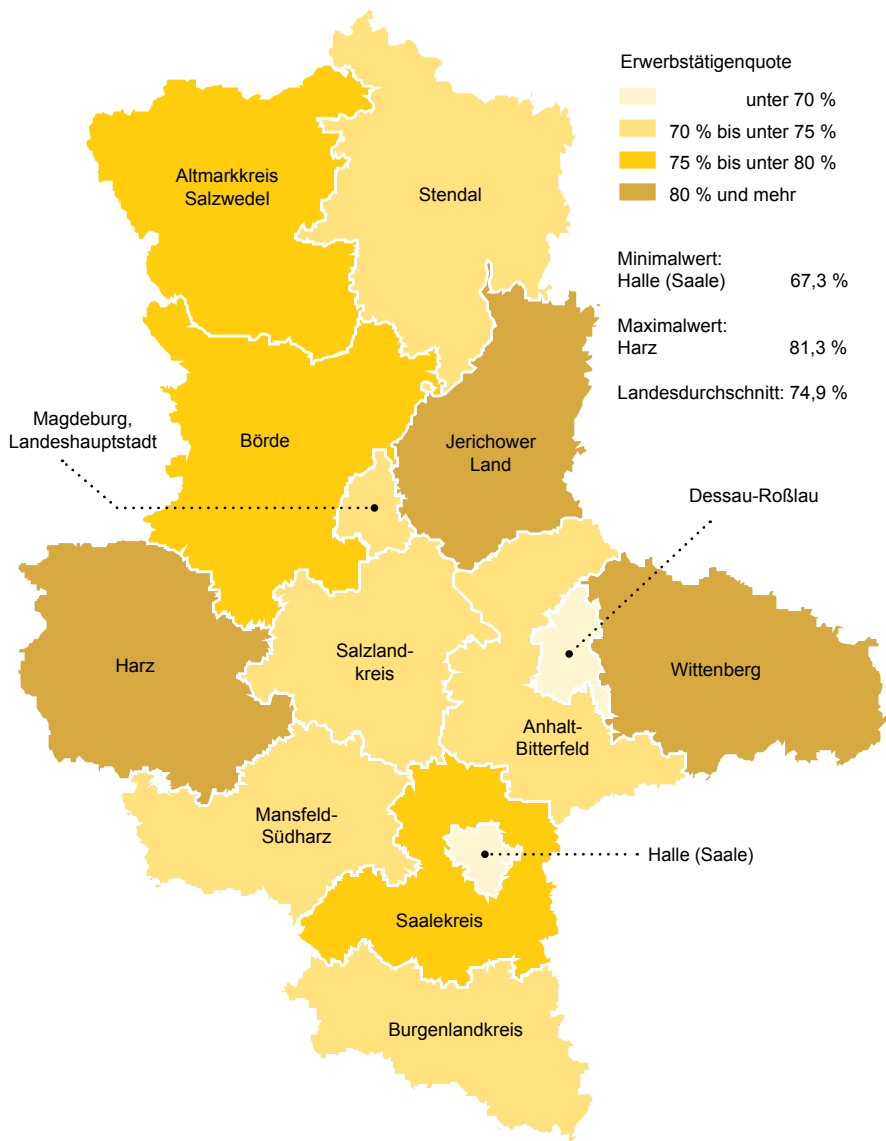 Erwerbstätigenquote
unter 70 %
70 % bis unter 75 %
75 % bis unter 80 %
80 % und mehr
Minimalwert:
Halle (Saale) 67,3 %
Maximalwert:
Harz 81,3 %
Landesdurchschnitt: 74,9 %
Altmarkkreis
Salzwedel
Stendal
Magdeburg,
Landeshauptstadt
Börde
Jerichower
Land
Dessau-Roßlau
Harz
Salzland-
kreis
Wittenberg
Anhalt-
Bitterfeld
Mansfeld-
Südharz
Halle (Saale)
Saalekreis
Burgenlandkreis